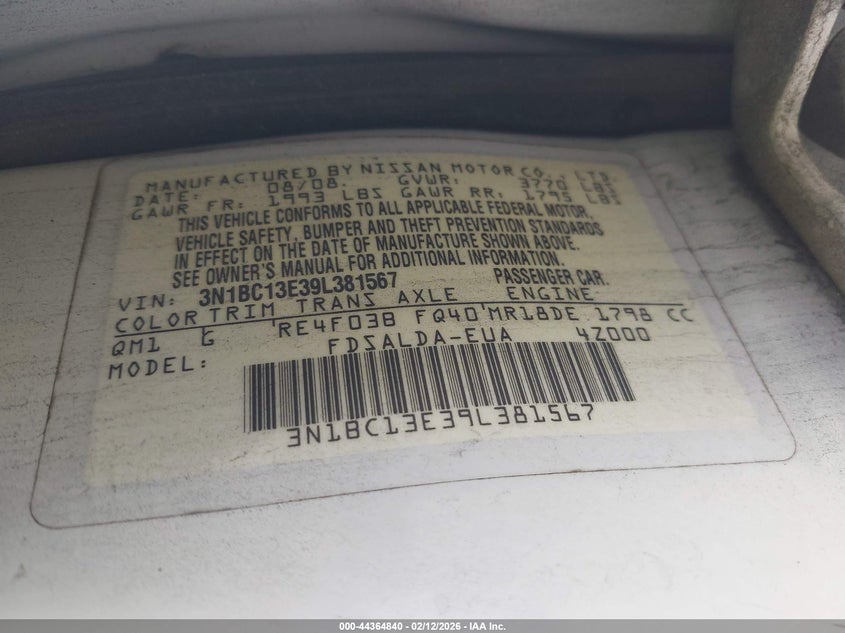 MANUFACTURED BY NISSAN MOTOR CO., LTD.
DATE: 08/08. GVWR: 3770 LBS
GAWR FR: 1993 LBS GAWR RR: 1795 LBS
THIS VEHICLE CONFORMS TO ALL APPLICABLE FEDERAL MOTOR
VEHICLE SAFETY, BUMPER AND THEFT PREVENTION STANDARDS
IN EFFECT ON THE DATE OF MANUFACTURE SHOWN ABOVE.
SEE OWNER'S MANUAL FOR ADDITIONAL INFORMATION.
VIN: 3N1BC13E39L381567 PASSENGER CAR.
COLOR TRIM TRANS AXLE ENGINE
QM1 G RE4F03B FQ40 MR18DE 1798 CC
MODEL: FDSALDA-EUA 4Z000
3N1BC13E39L381567
000-44364840 - 02/12/2026 - IAA Inc.